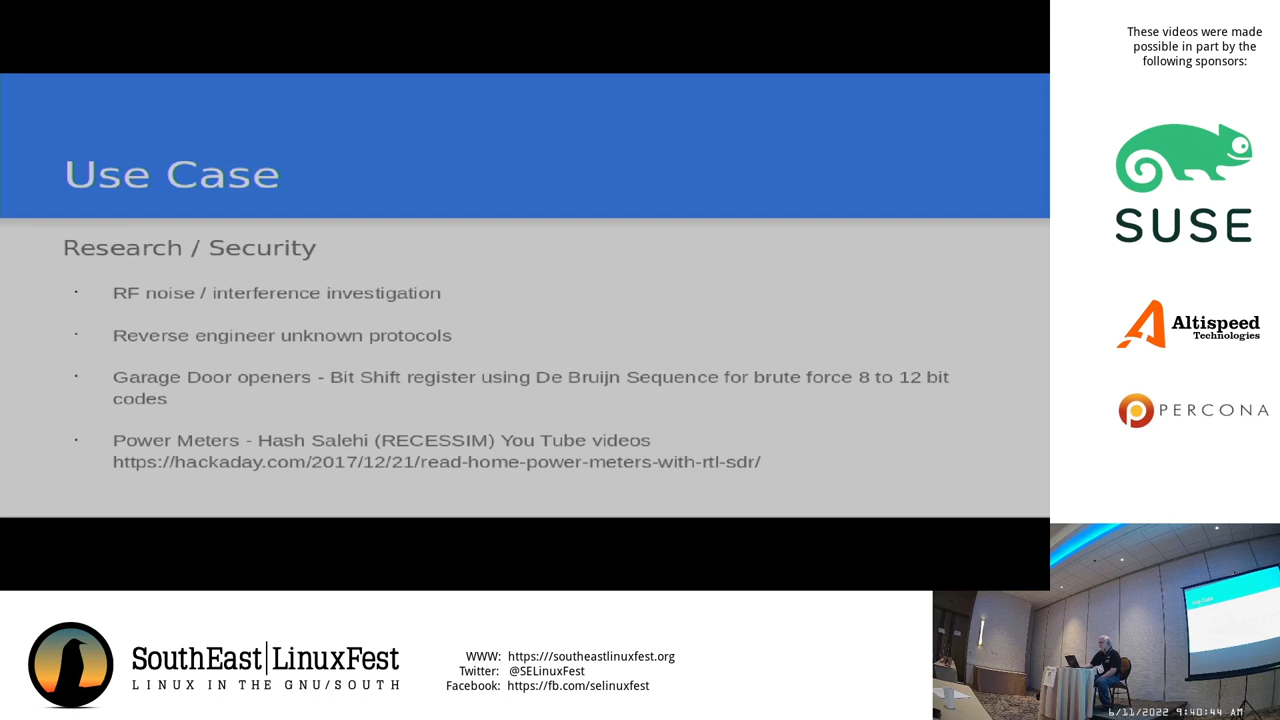 These videos were made
possible in part by the
following sponsors:
Use Case
Research / Security
· RF noise / interference investigation
· Reverse engineer unknown protocols
· Garage Door openers - Bit Shift register using De Bruijn Sequence for brute force 8 to 12 bit
codes
· Power Meters - Hash Salehi (RECESSIM) You Tube videos
https://hackaday.com/2017/12/21/read-home-power-meters-with-rtl-sdr/
SUSE
Altispeed
Technologies
PERCONA
SouthEast|LinuxFest
LINUX IN THE GNU/SOUTH
WWW: https:///southeastlinuxfest.org
Twitter: @SELinuxFest
Facebook: https://fb.com/selinuxfest
Use Case
6/11/2022 9:40:44 AM